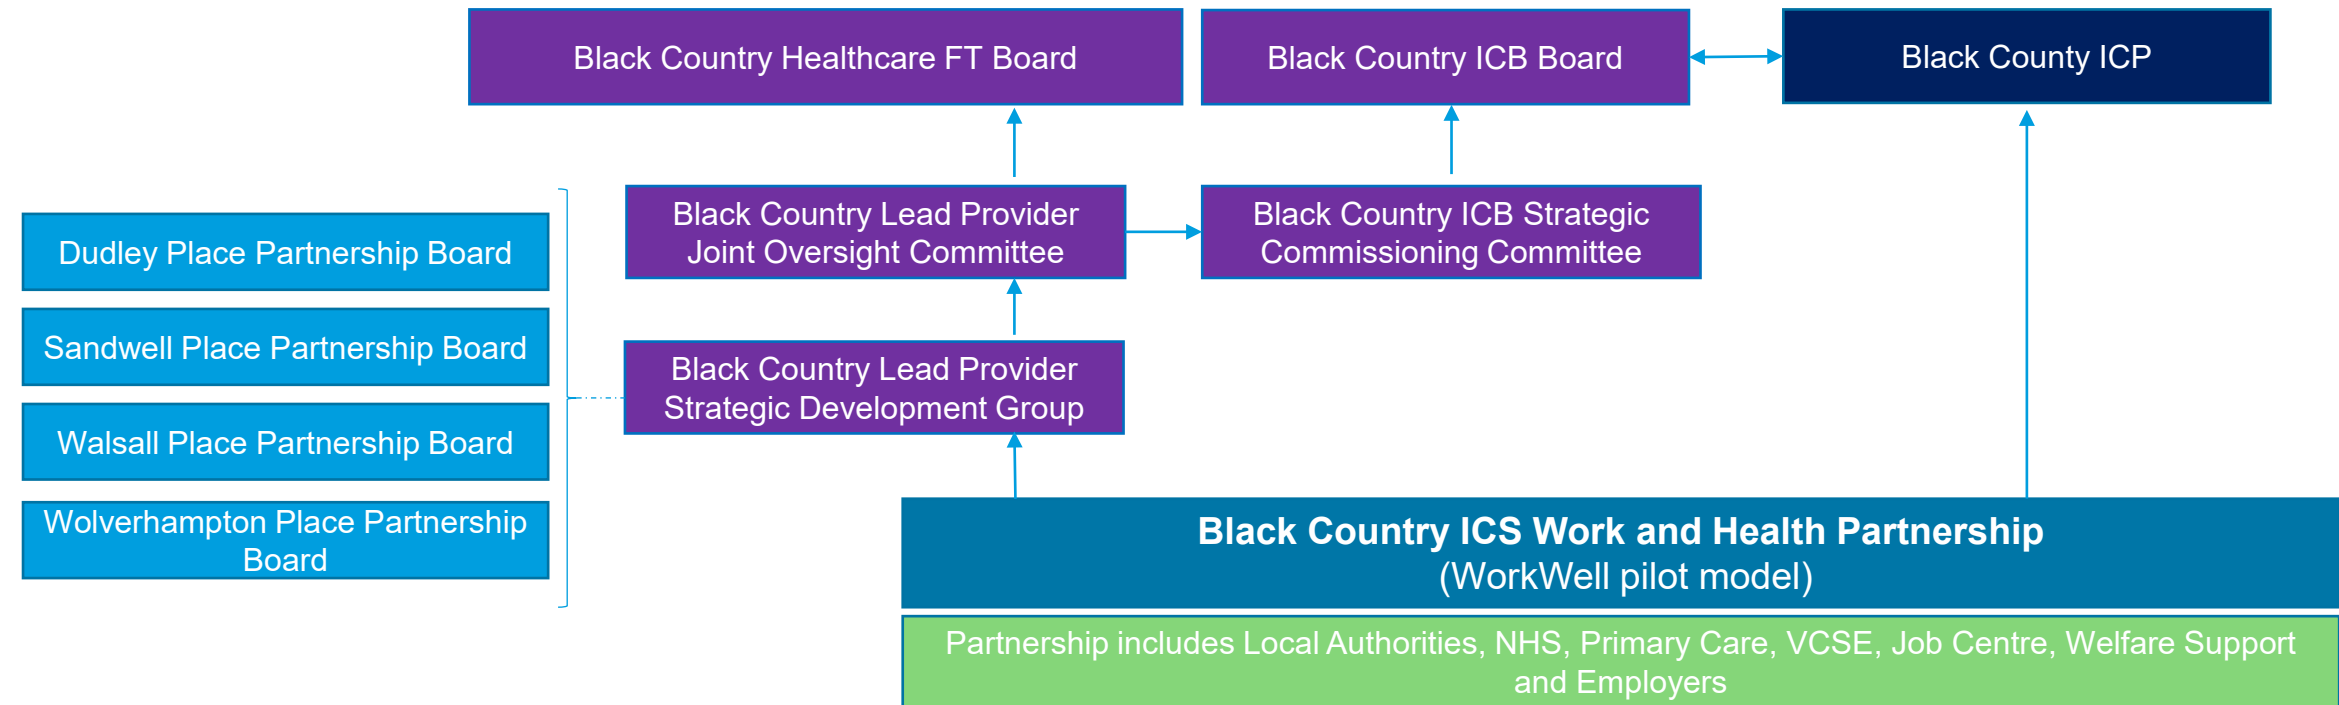 Black Country Healthcare FT Board
Black Country ICB Board
Black County ICP
Black Country Lead Provider
Joint Oversight Committee
Black Country ICB Strategic
Commissioning Committee
Dudley Place Partnership Board
Sandwell Place Partnership Board
Walsall Place Partnership Board
Wolverhampton Place Partnership
Board
Black Country Lead Provider
Strategic Development Group
Black Country ICS Work and Health Partnership
(WorkWell pilot model)
Partnership includes Local Authorities, NHS, Primary Care, VCSE, Job Centre, Welfare Support
and Employers